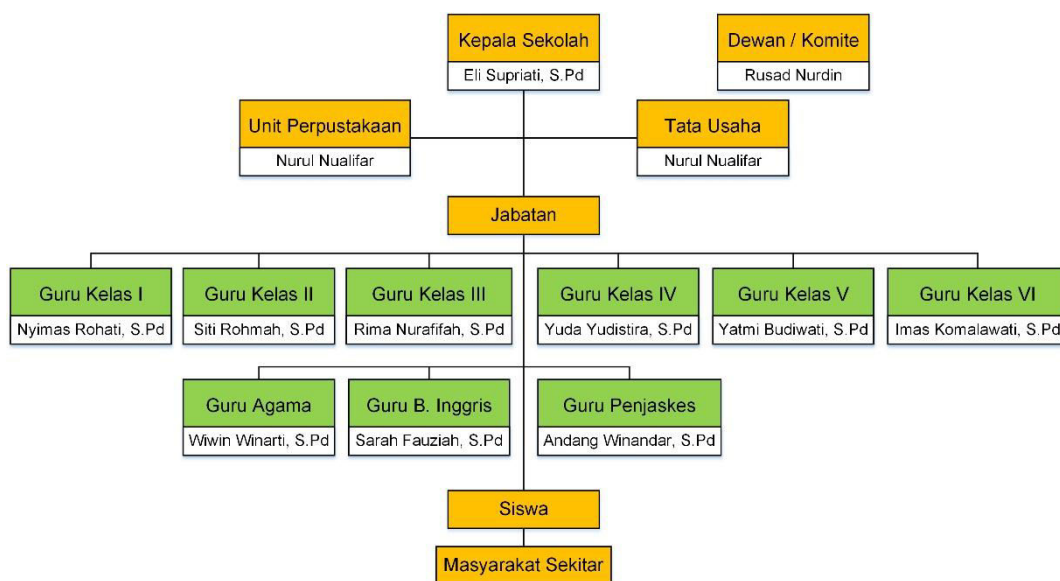 Kepala Sekolah
Eli Supriati, S.Pd
Dewan / Komite
Rusad Nurdin
Unit Perpustakaan
Nurul Nualifar
Tata Usaha
Nurul Nualifar
Jabatan
Guru Kelas I
Nyimas Rohati, S.Pd
Guru Kelas II
Siti Rohmah, S.Pd
Guru Kelas III
Rima Nurafifah, S.Pd
Guru Kelas IV
Yuda Yudistira, S.Pd
Guru Kelas V
Yatmi Budiwati, S.Pd
Guru Kelas VI
Imas Komalawati, S.Pd
Guru Agama
Wiwin Winarti, S.Pd
Guru B. Inggris
Sarah Fauziah, S.Pd
Guru Penjaskes
Andang Winandar, S.Pd
Siswa
Masyarakat Sekitar